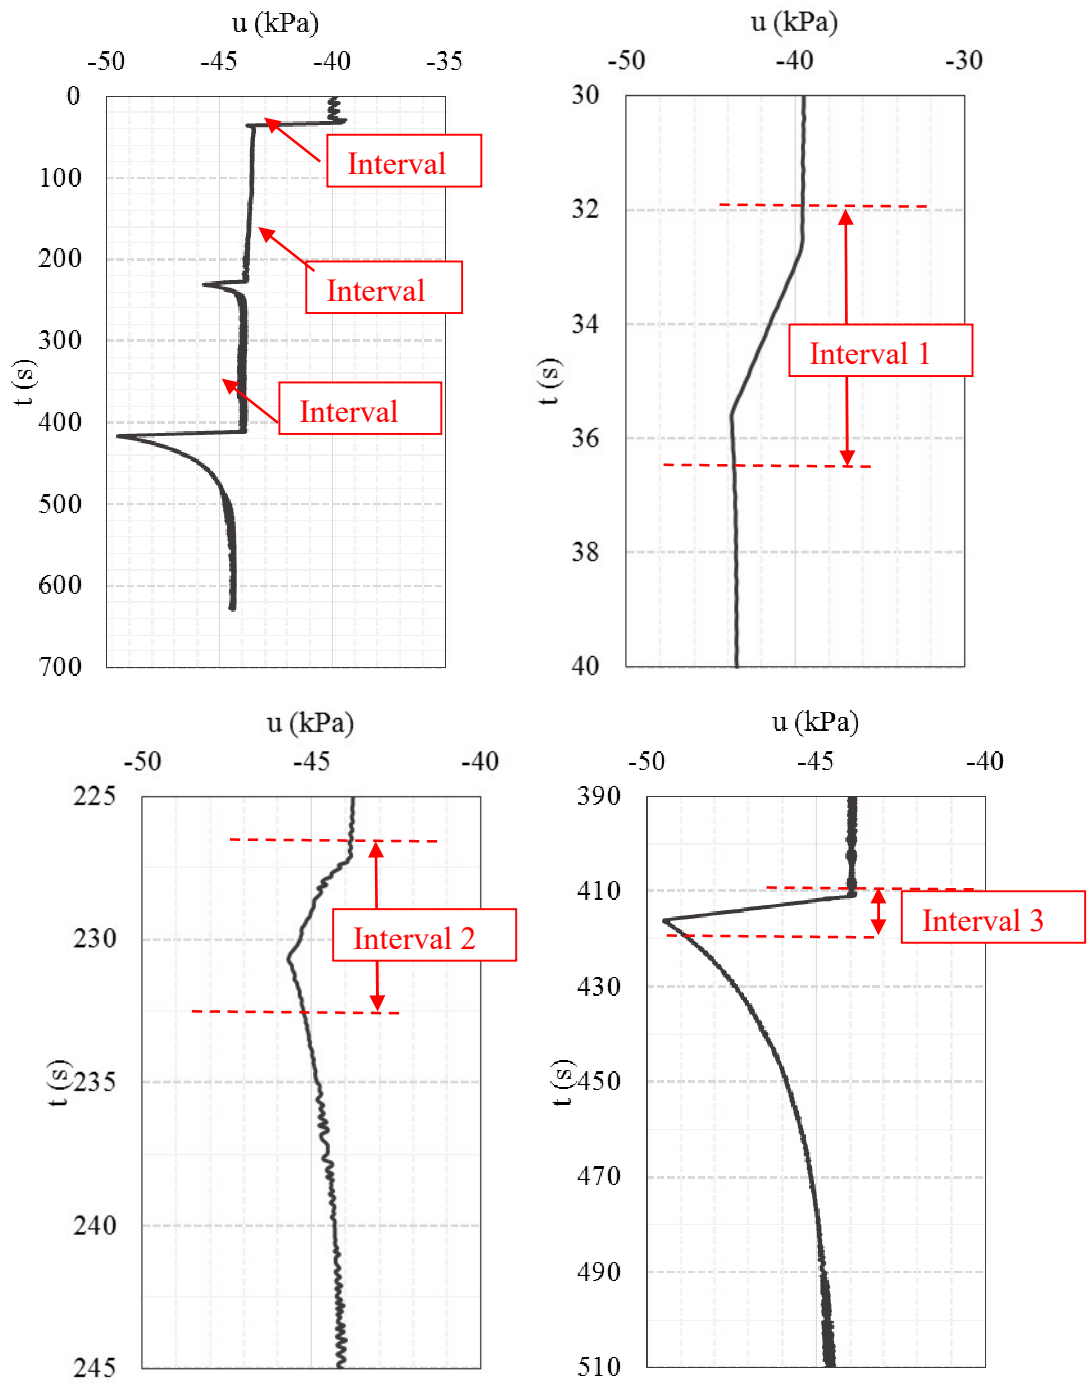 u (kPa)
-50 -45 -40 -35
0
100
200
300
400
500
600
700
t (s)
Interval
Interval
Interval
u (kPa)
-50 -40 -30
30
32
34
36
38
40
t (s)
Interval 1
u (kPa)
-50 -45 -40
225
230
235
240
245
t (s)
Interval 2
u (kPa)
-50 -45 -40
390
410
430
450
470
490
510
t (s)
Interval 3